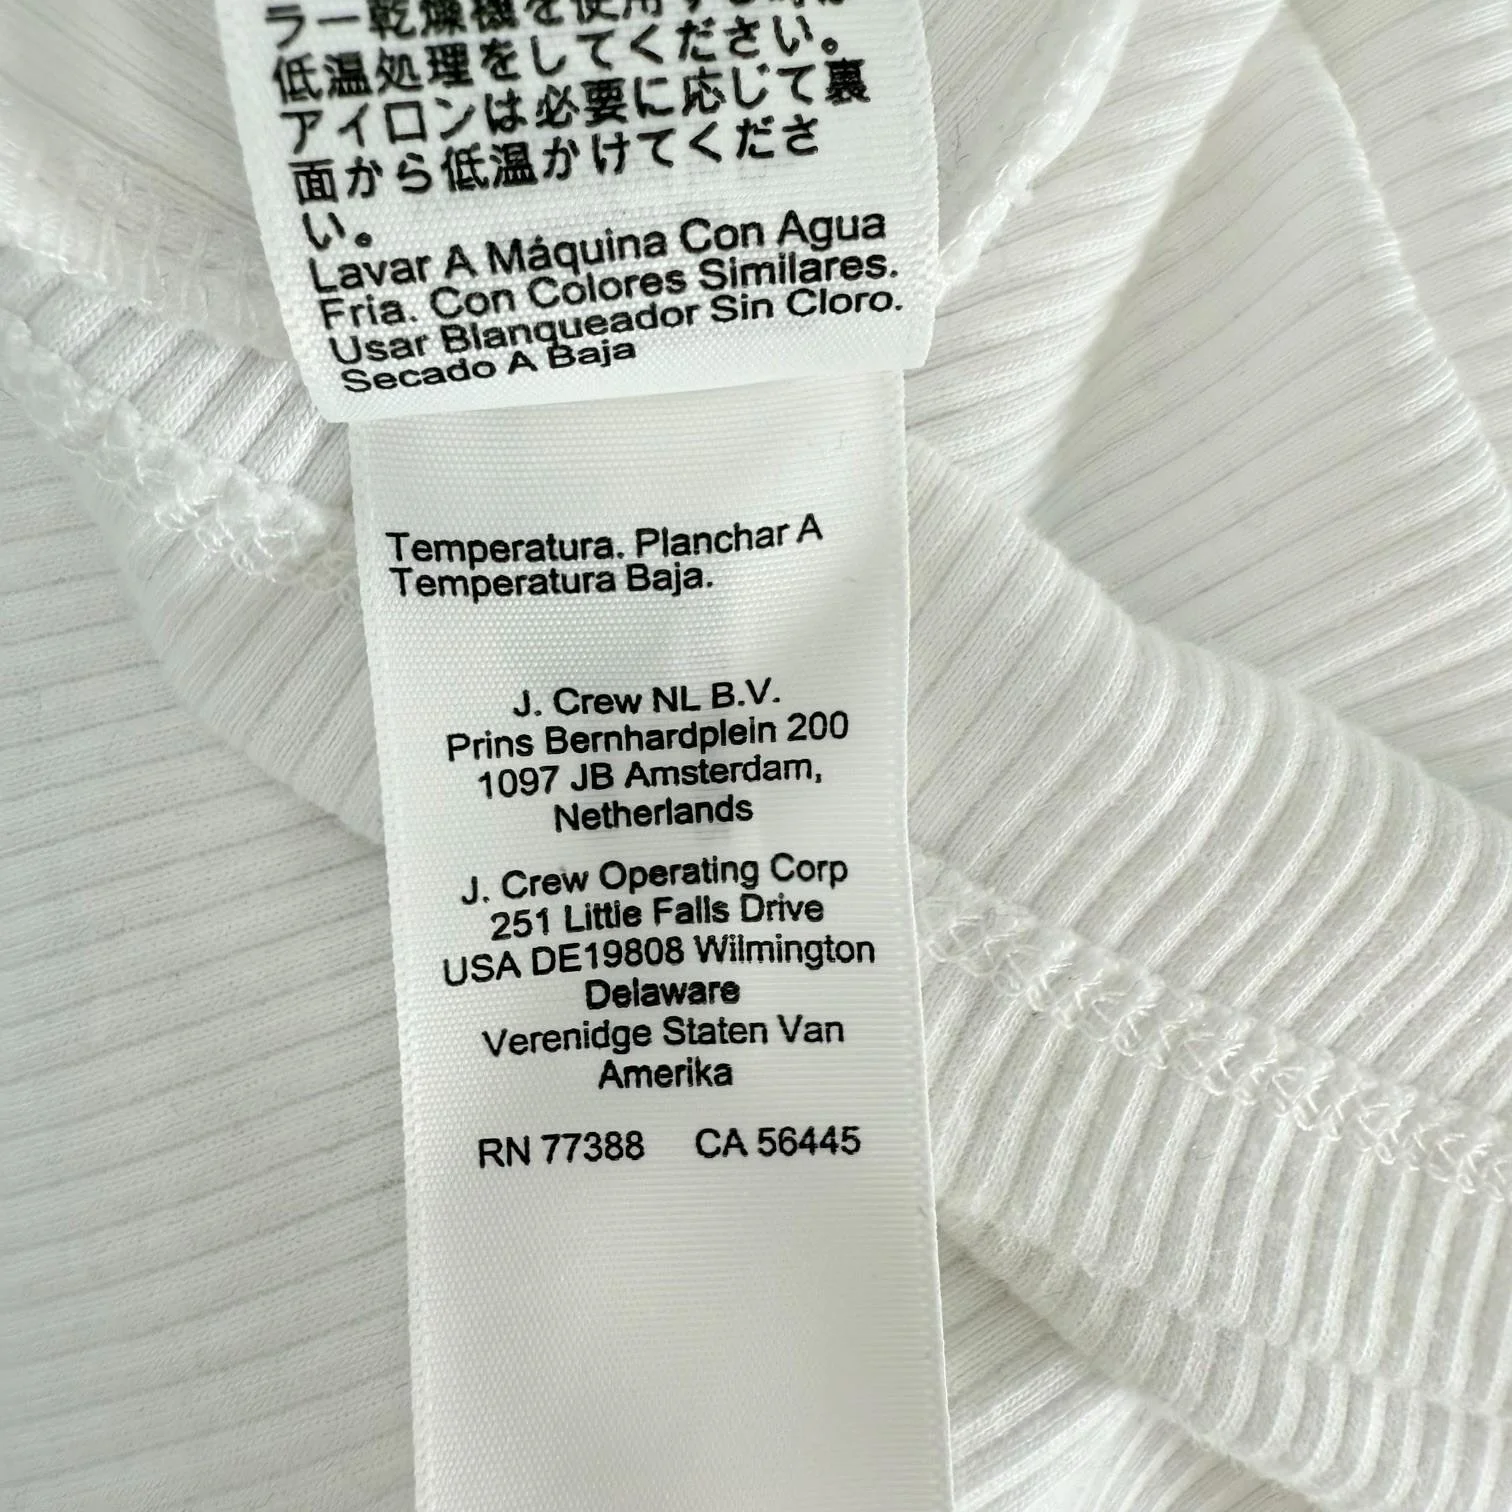 ラー乾燥機を使用する時は
低温処理をしてください。
アイロンは必要に応じて裏
面から低温かけてくださ
い。
Lavar A Máquina Con Agua
Fria. Con Colores Similares.
Usar Blanqueador Sin Cloro.
Secado A Baja
Temperatura. Planchar A
Temperatura Baja.
J. Crew NL B.V.
Prins Bernhardplein 200
1097 JB Amsterdam,
Netherlands
J. Crew Operating Corp
251 Little Falls Drive
USA DE19808 Wilmington
Delaware
Verenidge Staten Van
Amerika
RN 77388 CA 56445